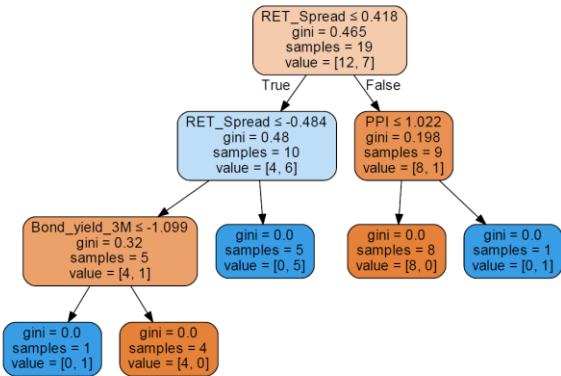 RET_Spread ≤ 0.418
gini = 0.465
samples = 19
value = [12, 7]
True
False
RET_Spread ≤ -0.484
gini = 0.48
samples = 10
value = [4, 6]
PPI ≤ 1.022
gini = 0.198
samples = 9
value = [8, 1]
Bond_yield_3M ≤ -1.099
gini = 0.32
samples = 5
value = [4, 1]
gini = 0.0
samples = 5
value = [0, 5]
gini = 0.0
samples = 8
value = [8, 0]
gini = 0.0
samples = 1
value = [0, 1]
gini = 0.0
samples = 1
value = [0, 1]
gini = 0.0
samples = 4
value = [4, 0]